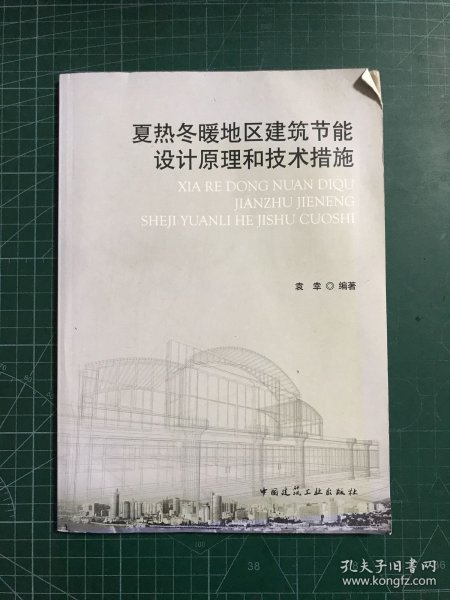 夏热冬暖地区建筑节能
设计原理和技术措施
XIA RE DONG NUAN DIQU
JIANZHU JIENENG
SHEJI YUANLI HE JISHU CUOSHI
袁 幸 ◎ 编著
中国建筑工业出版社
孔夫子旧书网
www.kongfz.com
38